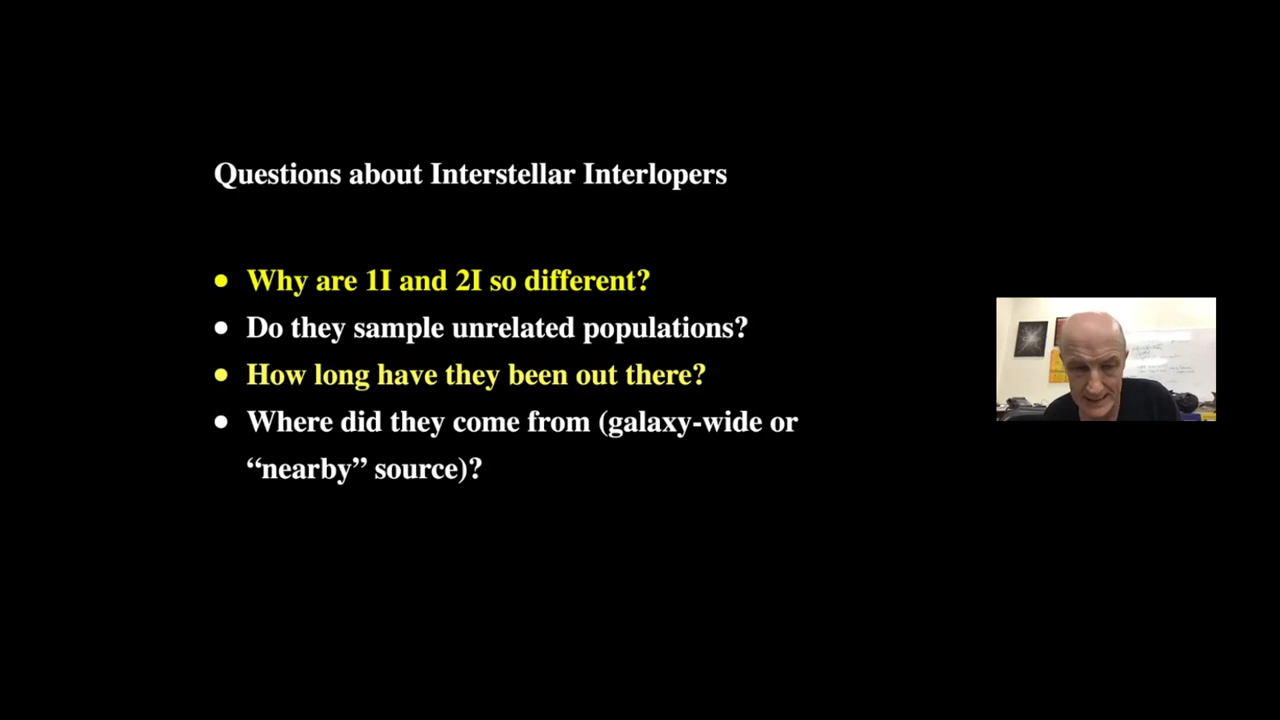 Questions about Interstellar Interlopers
• Why are 1I and 2I so different?
• Do they sample unrelated populations?
• How long have they been out there?
• Where did they come from (galaxy-wide or
“nearby” source)?